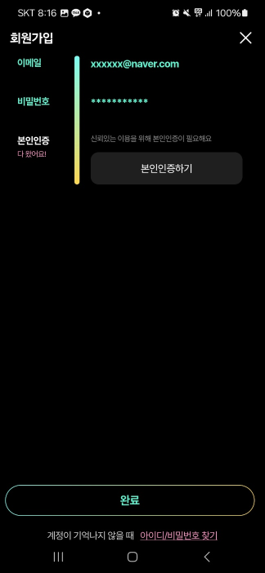 SKT 8:16
100%
회원가입
이메일
xxxxxx@naver.com
비밀번호
***********
본인인증
다 왔어요!
신뢰있는 이용을 위해 본인인증이 필요해요
본인인증하기
완료
계정이 기억나지 않을 때 아이디/비밀번호 찾기